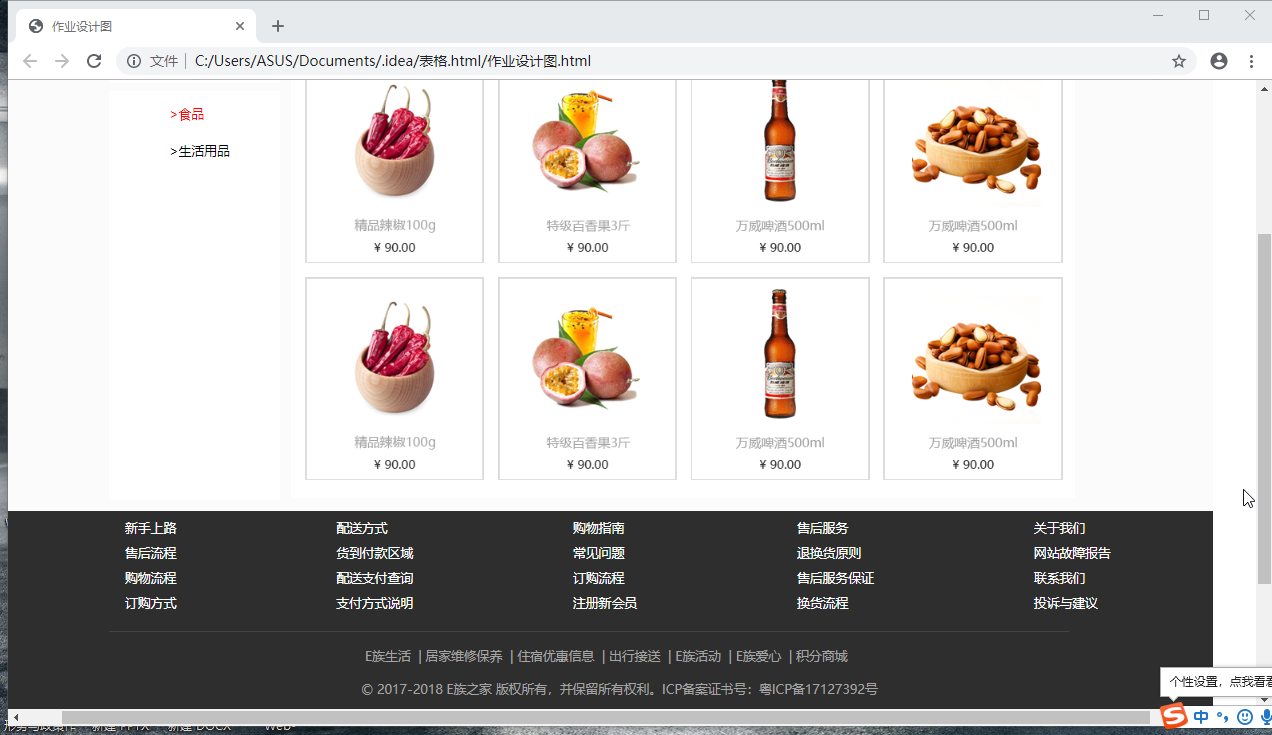 作业设计图
文件 | C:/Users/ASUS/Documents/.idea/表格.html/作业设计图.html
>食品
>生活用品
精品辣椒100g 特级百香果3斤 万威啤酒500ml 万威啤酒500ml
¥ 90.00 ¥ 90.00 ¥ 90.00 ¥ 90.00
精品辣椒100g 特级百香果3斤 万威啤酒500ml 万威啤酒500ml
¥ 90.00 ¥ 90.00 ¥ 90.00 ¥ 90.00
新手上路 配送方式 购物指南 售后服务 关于我们
售后流程 货到付款区域 常见问题 退换货原则 网站故障报告
购物流程 配送支付查询 订购流程 售后服务保证 联系我们
订购方式 支付方式说明 注册新会员 换货流程 投诉与建议
E族生活 | 居家维修保养 | 住宿优惠信息 | 出行接送 | E族活动 | E族爱心 | 积分商城
© 2017-2018 E族之家 版权所有，并保留所有权利。ICP备案证书号：粤ICP备17127392号
个性设置，点我看看
中